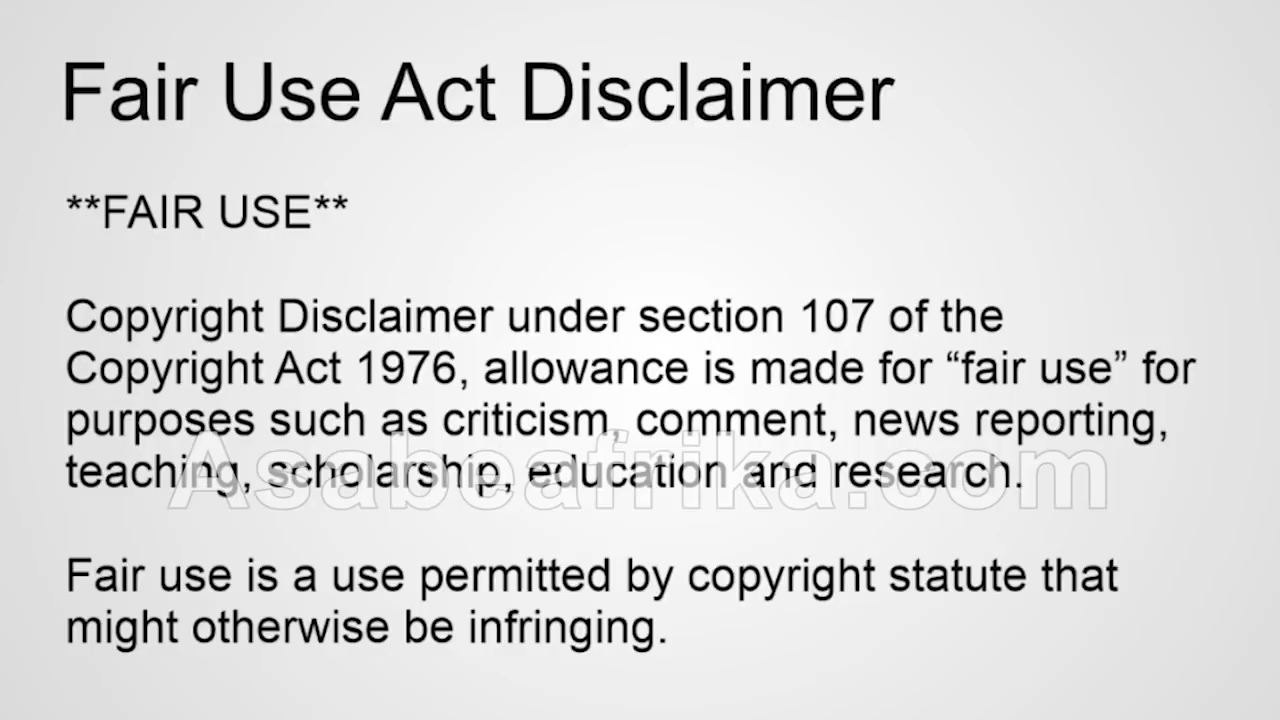 Fair Use Act Disclaimer
**FAIR USE**
Copyright Disclaimer under section 107 of the
Copyright Act 1976, allowance is made for “fair use” for
purposes such as criticism, comment, news reporting,
teaching, scholarship, education and research.
Asabeafrika.com
Fair use is a use permitted by copyright statute that
might otherwise be infringing.